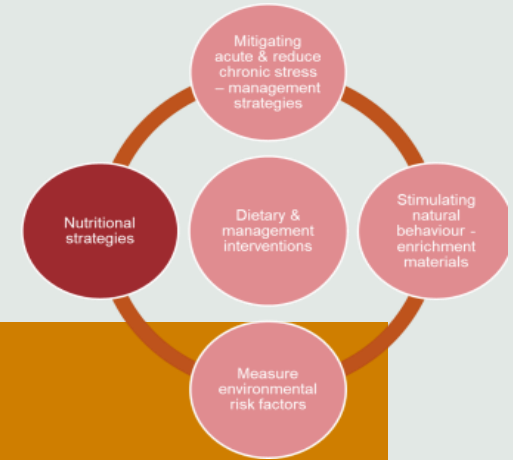 Mitigating
acute & reduce
chronic stress
– management
strategies
Nutritional
strategies
Dietary &
management
interventions
Stimulating
natural
behaviour -
enrichment
materials
Measure
environmental
risk factors